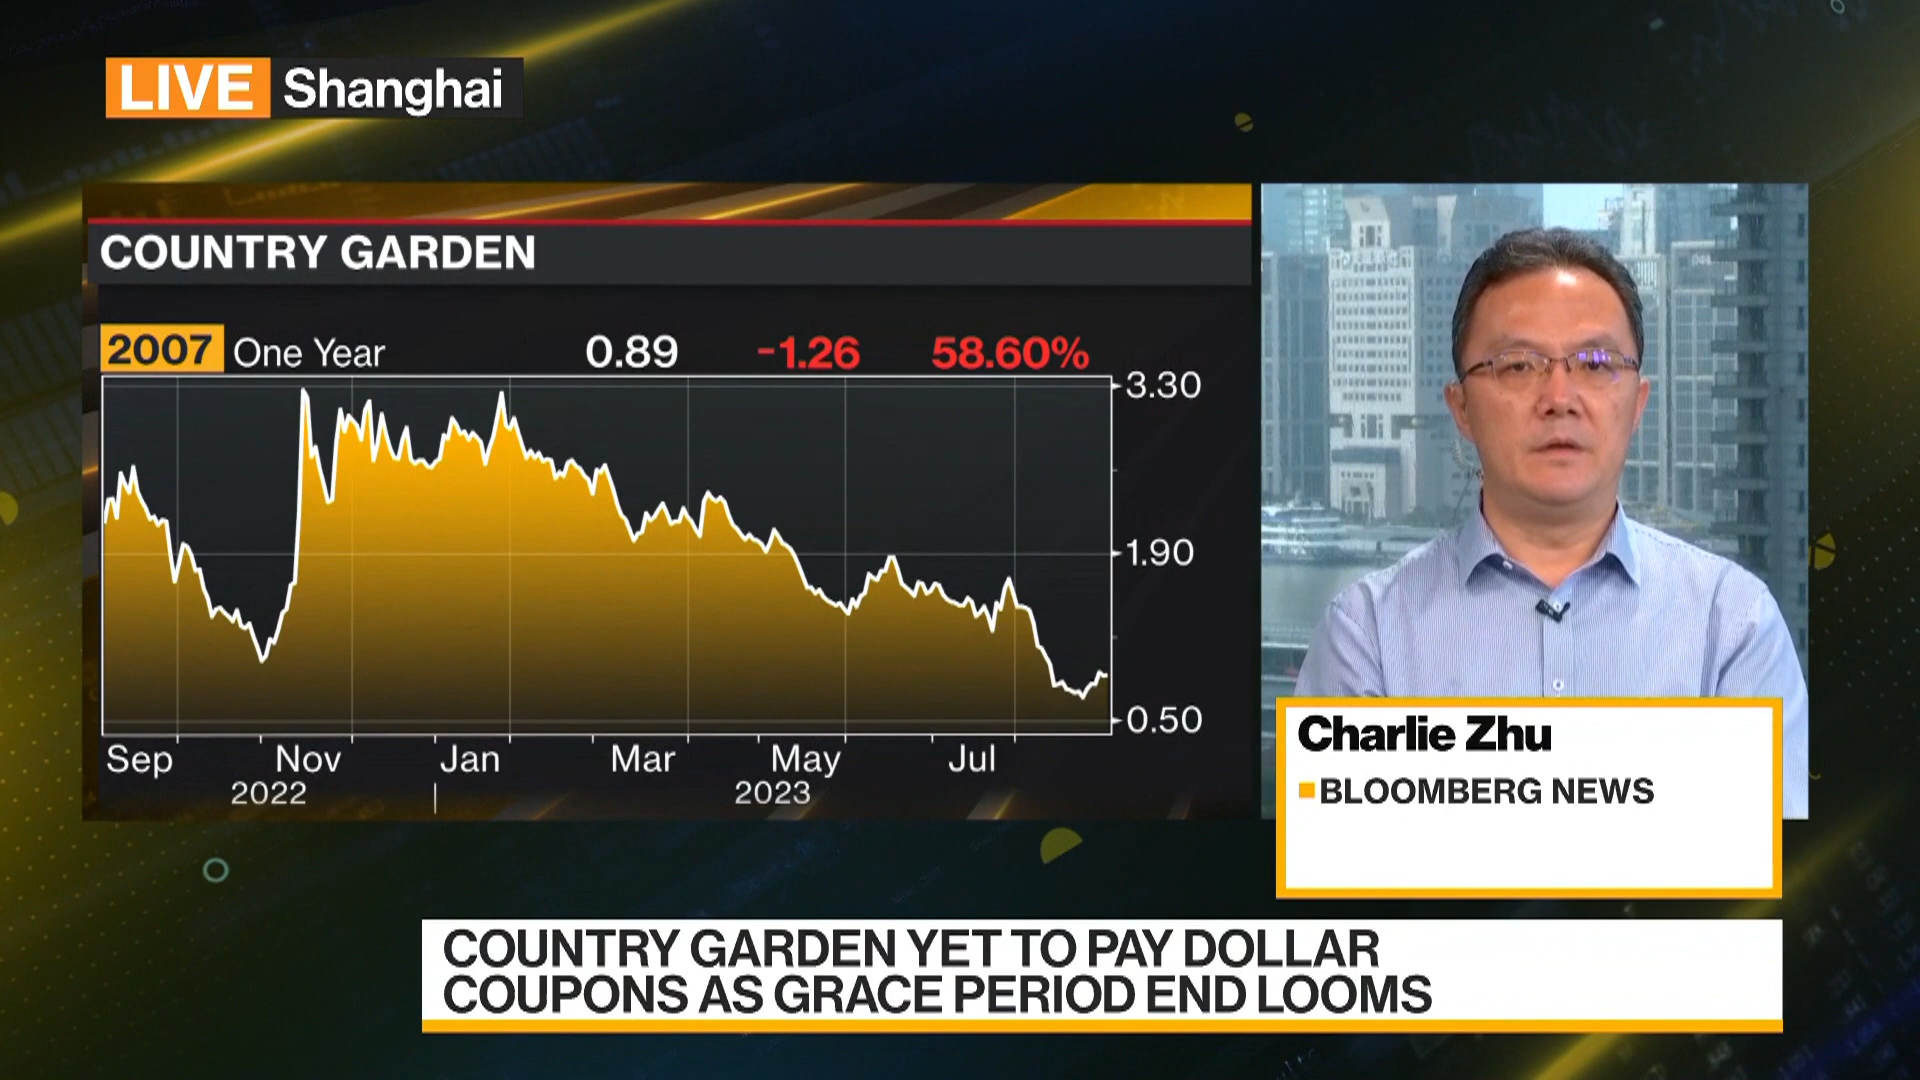 LIVE Shanghai
COUNTRY GARDEN
2007 One Year 0.89 -1.26 58.60%
3.30
1.90
0.50
Sep Nov Jan Mar May Jul
2022 2023
Charlie Zhu
BLOOMBERG NEWS
COUNTRY GARDEN YET TO PAY DOLLAR
COUPONS AS GRACE PERIOD END LOOMS